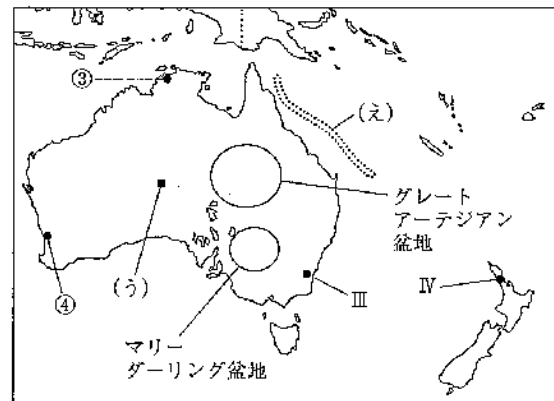 ③
(え)
グレート
アーテジアン
盆地
④
(う)
Ⅲ
Ⅳ
マリー
ダーリング盆地